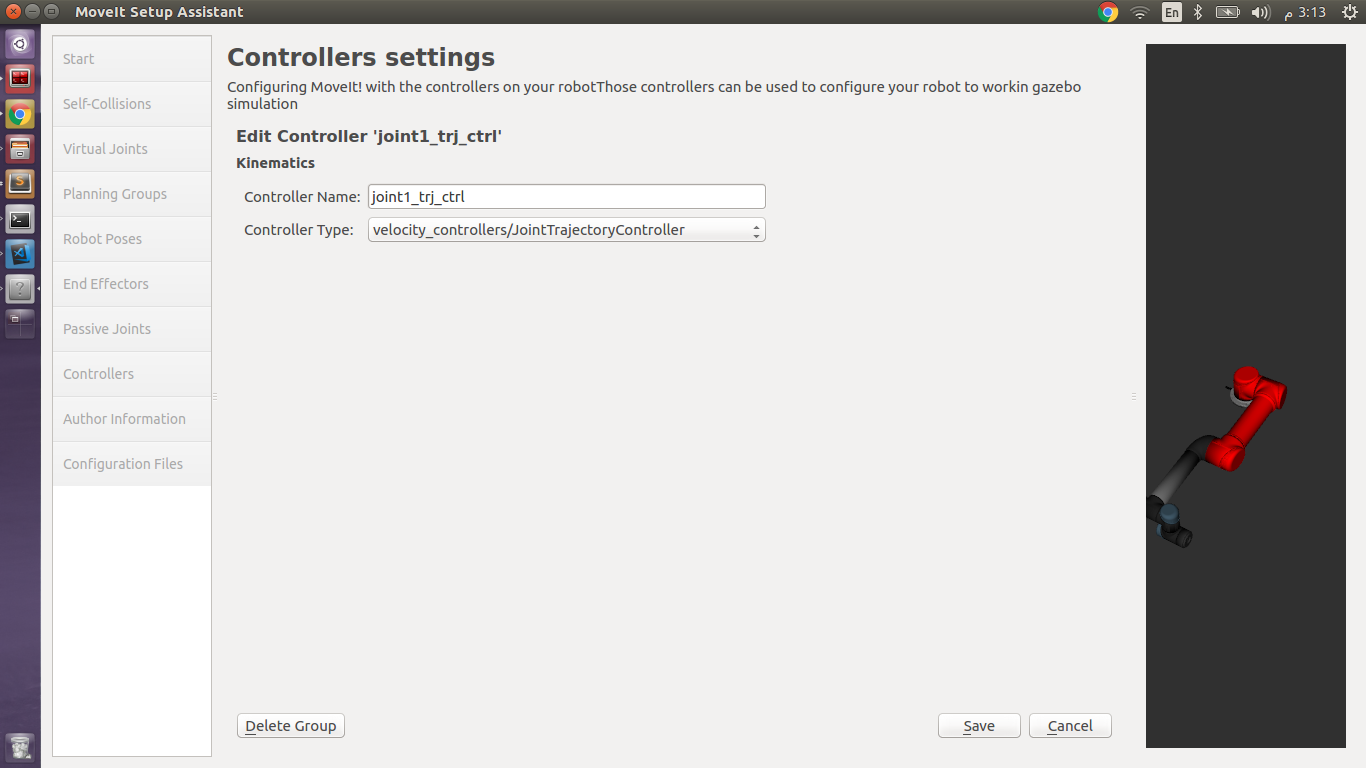 MoveIt Setup Assistant
En
م 3:13
Start
Self-Collisions
Virtual Joints
Planning Groups
Robot Poses
End Effectors
Passive Joints
Controllers
Author Information
Configuration Files
Controllers settings
Configuring MoveIt! with the controllers on your robotThose controllers can be used to configure your robot to workin gazebo
simulation
Edit Controller 'joint1_trj_ctrl'
Kinematics
Controller Name: joint1_trj_ctrl
Controller Type: velocity_controllers/JointTrajectoryController
Delete Group
Save
Cancel